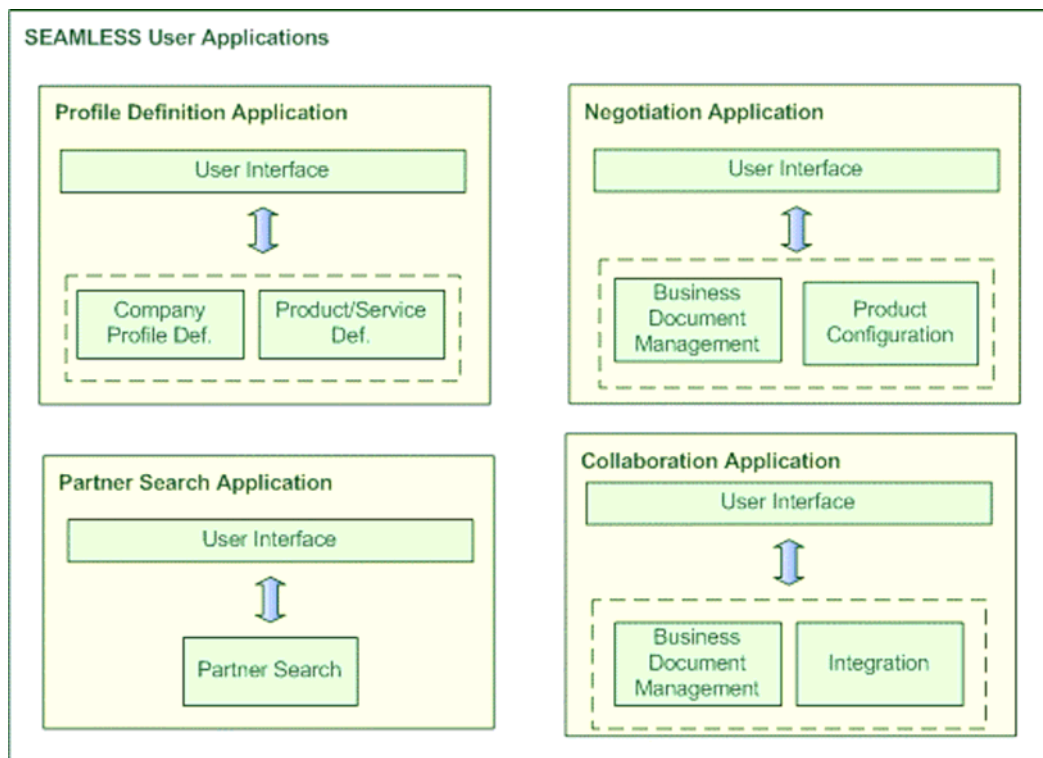 SEAMLESS User Applications
Profile Definition Application
User Interface
Company
Profile Def.
Product/Service
Def.
Negotiation Application
User Interface
Business
Document
Management
Product
Configuration
Partner Search Application
User Interface
Partner Search
Collaboration Application
User Interface
Business
Document
Management
Integration